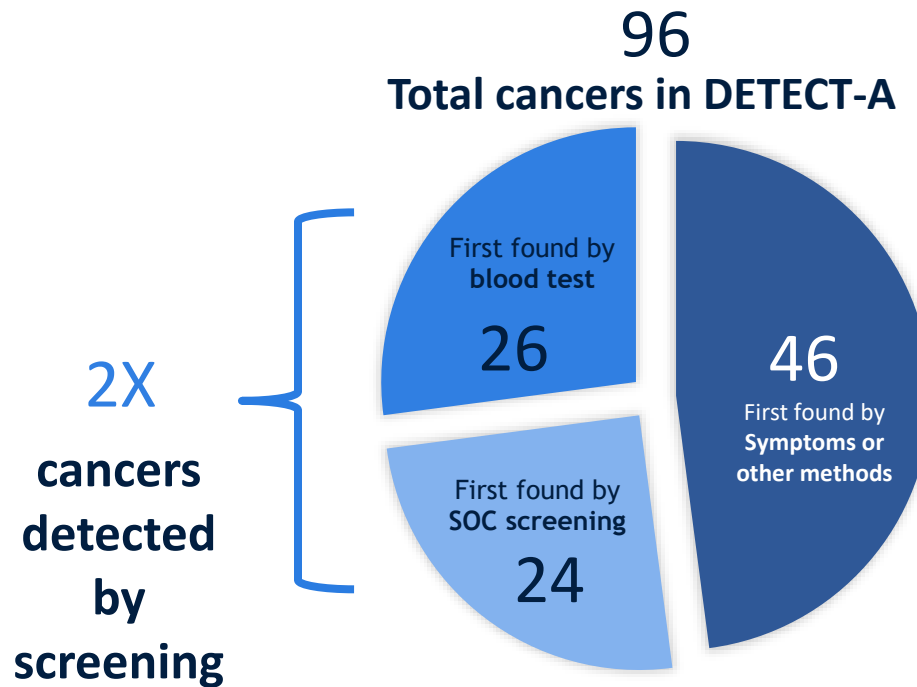 96
Total cancers in DETECT-A
First found by
blood test
26
46
First found by
Symptoms or
other methods
2X
cancers
detected
by
screening
First found by
SOC screening
24